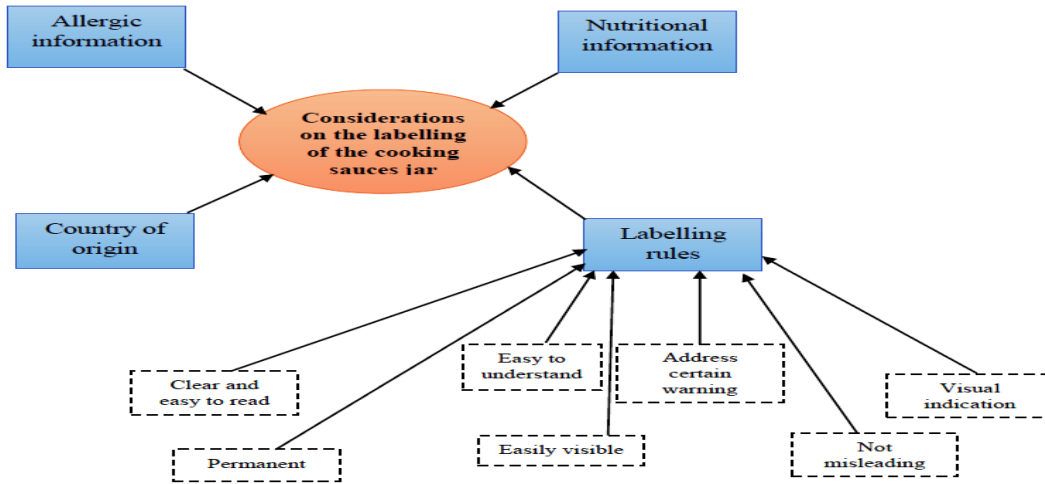 Allergic
information
Nutritional
information
Considerations
on the labelling
of the cooking
sauces jar
Country of
origin
Labelling
rules
Easy to
understand
Address
certain
warning
Clear and
easy to read
Visual
indication
Permanent
Easily visible
Not
misleading